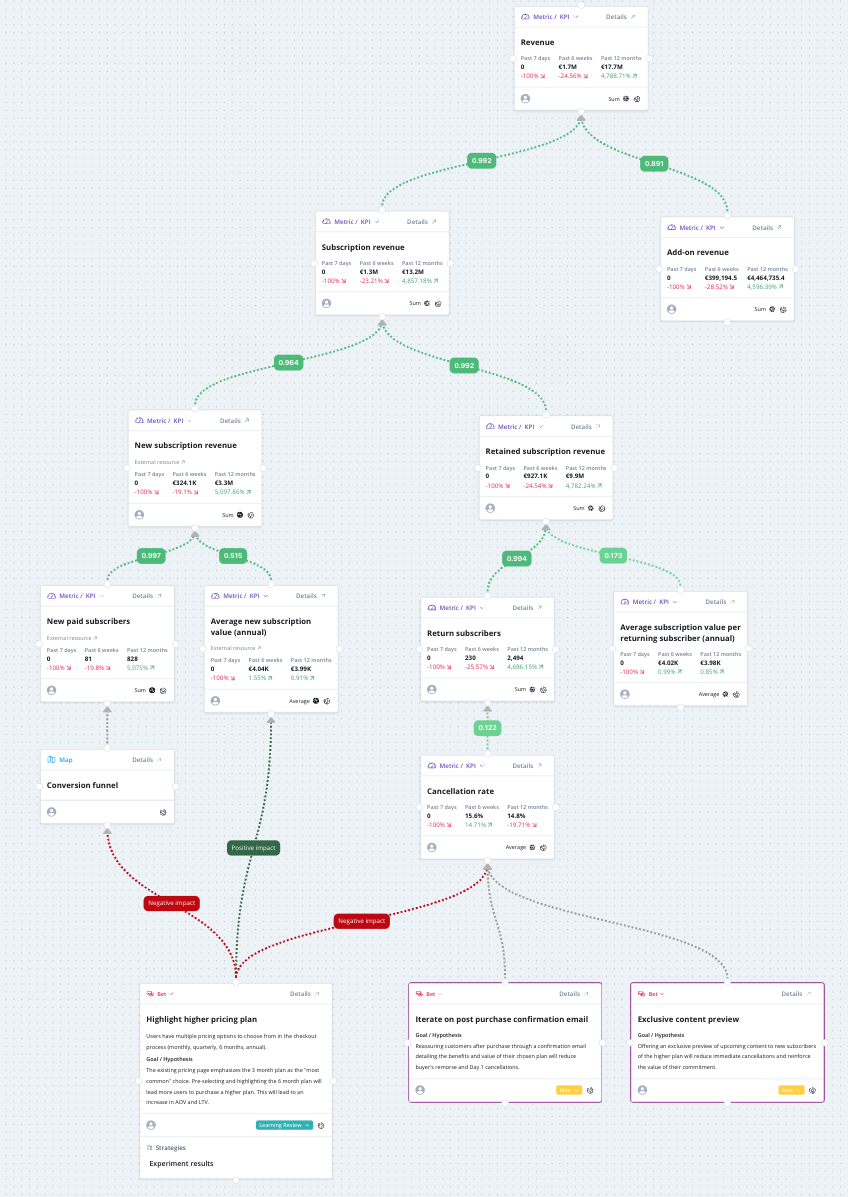 Metric / KPI Details
Revenue
Past 7 days Past 6 weeks Past 12 months
0 €1.7M €17.7M
-100% -24.56% 4,788.71%
Sum
0.992
0.891
Metric / KPI Details
Subscription revenue
Past 7 days Past 6 weeks Past 12 months
0 €1.3M €13.2M
-100% -23.21% 4,857.18%
Sum
Metric / KPI Details
Add-on revenue
Past 7 days Past 6 weeks Past 12 months
0 €399,194.5 €4,464,735.4
-100% -28.52% 4,596.39%
Sum
0.964
0.992
Metric / KPI Details
New subscription revenue
External resource
Past 7 days Past 6 weeks Past 12 months
0 €324.1K €3.3M
-100% -19.1% 5,097.86%
Sum
Metric / KPI Details
Retained subscription revenue
Past 7 days Past 6 weeks Past 12 months
0 €927.1K €9.9M
-100% -24.54% 4,782.24%
Sum
0.997
0.515
0.994
0.173
Metric / KPI Details
New paid subscribers
External resource
Past 7 days Past 6 weeks Past 12 months
0 81 828
-100% -19.8% 5,075%
Sum
Metric / KPI Details
Average new subscription
value (annual)
External resource
Past 7 days Past 6 weeks Past 12 months
0 €4.04K €3.99K
-100% 1.55% 0.91%
Average
Metric / KPI Details
Return subscribers
Past 7 days Past 6 weeks Past 12 months
0 230 2,494
-100% -25.57% 4,696.15%
Sum
Metric / KPI Details
Average subscription value per
returning subscriber (annual)
Past 7 days Past 6 weeks Past 12 months
0 €4.02K €3.98K
-100% 0.99% 0.85%
Average
0.122
Map Details
Conversion funnel
Metric / KPI Details
Cancellation rate
Past 7 days Past 6 weeks Past 12 months
0 15.6% 14.8%
-100% 14.71% -19.71%
Average
Positive impact
Negative impact
Negative impact
Bet Details
Highlight higher pricing plan
Users have multiple pricing options to choose from in the checkout
process (monthly, quarterly, 6 months, annual).
Goal / Hypothesis
The existing pricing page emphasizes the 3 month plan as the "most
common" choice. Pre-selecting and highlighting the 6 month plan will
lead more users to purchase a higher plan. This will lead to an
increase in AOV and LTV.
Learning Review
Strategies
Experiment results
Bet Details
Iterate on post purchase confirmation email
Goal / Hypothesis
Reassuring customers after purchase through a confirmation email
detailing the benefits and value of their chosen plan will reduce
buyer's remorse and Day 1 cancellations.
Idea
Bet Details
Exclusive content preview
Goal / Hypothesis
Offering an exclusive preview of upcoming content to new subscribers
of the higher plan will reduce immediate cancellations and reinforce
the value of their commitment.
Idea